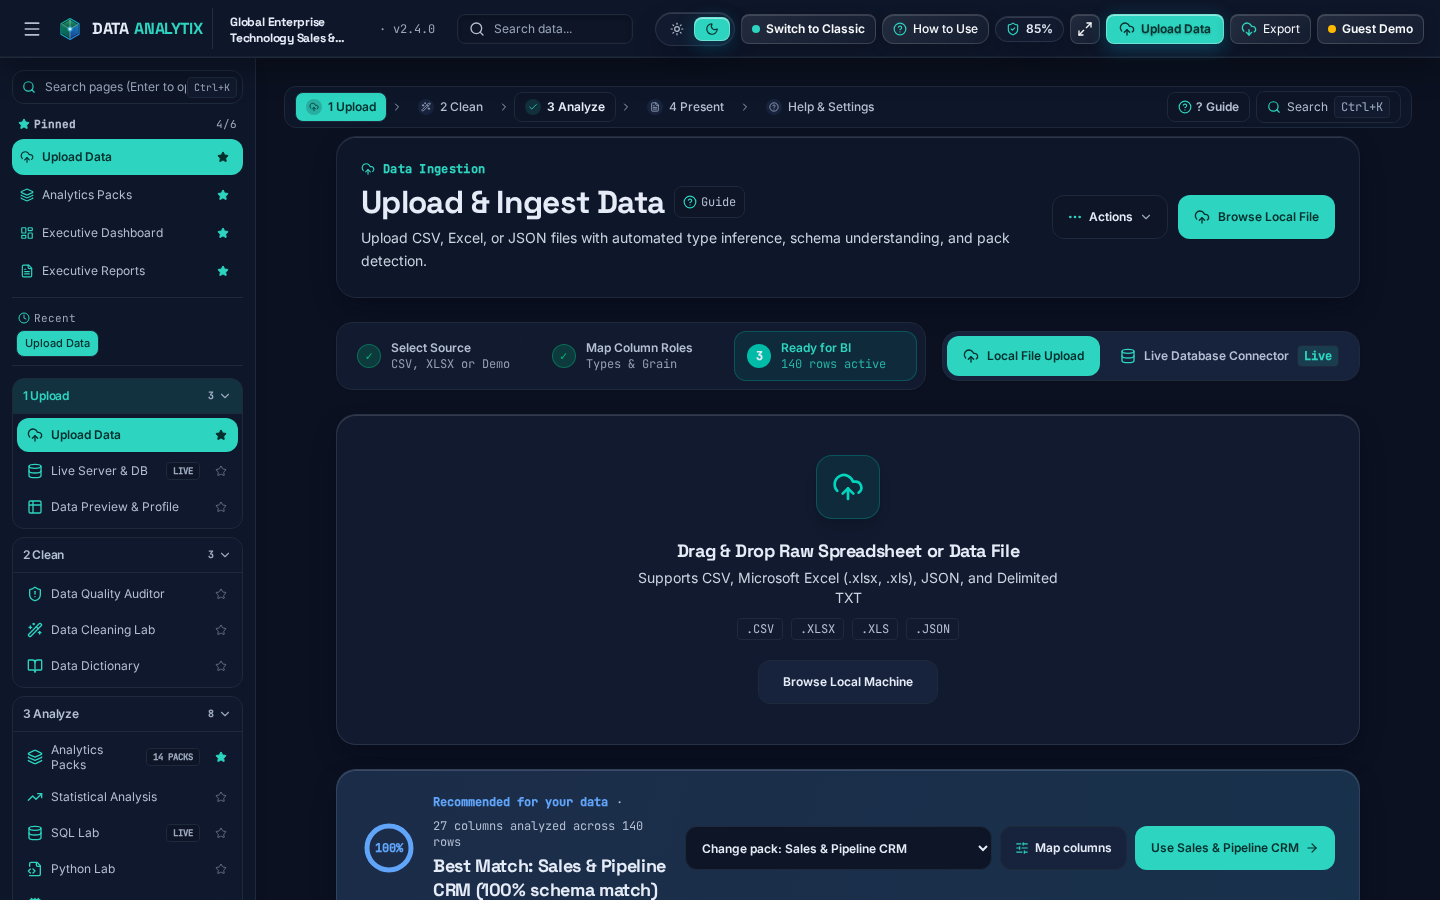 DATA ANALYTIX
Global Enterprise
Technology Sales &...
· v2.4.0
Search data...
Switch to Classic
How to Use
85%
Upload Data
Export
Guest Demo
Search pages (Enter to op
Ctrl+K
Pinned
4/6
Upload Data
Analytics Packs
Executive Dashboard
Executive Reports
Recent
Upload Data
1 Upload
3
Upload Data
Live Server & DB
LIVE
Data Preview & Profile
2 Clean
3
Data Quality Auditor
Data Cleaning Lab
Data Dictionary
3 Analyze
8
Analytics
Packs
14 PACKS
Statistical Analysis
SQL Lab
LIVE
Python Lab
1 Upload
2 Clean
3 Analyze
4 Present
Help & Settings
? Guide
Search
Ctrl+K
Data Ingestion
Upload & Ingest Data
Guide
Upload CSV, Excel, or JSON files with automated type inference, schema understanding, and pack
detection.
Actions
Browse Local File
Select Source
CSV, XLSX or Demo
Map Column Roles
Types & Grain
3
Ready for BI
140 rows active
Local File Upload
Live Database Connector
Live
Drag & Drop Raw Spreadsheet or Data File
Supports CSV, Microsoft Excel (.xlsx, .xls), JSON, and Delimited
TXT
.CSV
.XLSX
.XLS
.JSON
Browse Local Machine
100%
Recommended for your data ·
27 columns analyzed across 140
rows
Best Match: Sales & Pipeline
CRM (100% schema match)
Change pack: Sales & Pipeline CRM
Map columns
Use Sales & Pipeline CRM